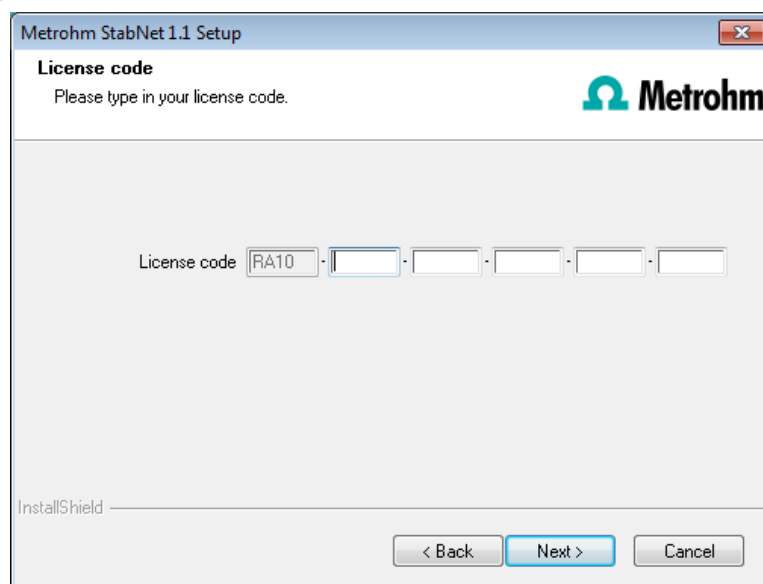 Metrohm StabNet 1.1 Setup
License code
Please type in your license code.
Metrohm
License code RA10 - - - - -
InstallShield
< Back Next > Cancel